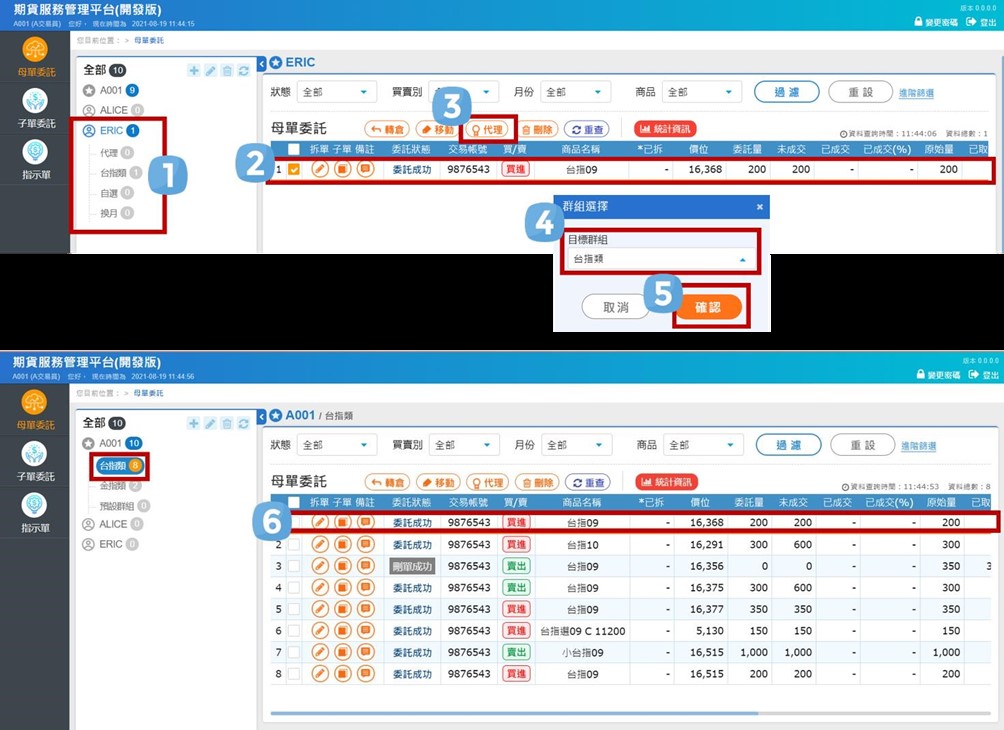 期貨服務管理平台(開發版)
版本 0.0.0.0
A001 (A交易員) 您好， 現在時間為 2021-08-19 11:44:15
變更密碼 登出
您目前位置： > 母單委託
母單委託
子單委託
指示單
全部 10
A001 9
ALICE 0
ERIC 1
代理 0
台指類 1
自選 0
換月 0
1
ERIC
狀態 全部 買賣別 全部 月份 全部 商品 全部 過濾 重設 進階篩選
3
母單委託 轉倉 移動 代理 刪除 重查 統計資訊
資料查詢時間：11:44:06 資料總數：1
2
折單 子單 備註 委託狀態 交易帳號 買/賣 商品名稱 *已拆 價位 委託量 未成交 已成交 已成交(%) 原始量 已取
1 委託成功 9876543 買進 台指09 - 16,368 200 200 - - 200
4
群組選擇 ×
目標群組
台指類
5
取消 確認
期貨服務管理平台(開發版)
版本 0.0.0.0
A001 (A交易員) 您好， 現在時間為 2021-08-19 11:44:56
變更密碼 登出
您目前位置： > 母單委託
母單委託
子單委託
指示單
全部 10
A001 10
台指類 8
金指類 2
預設群組 0
ALICE 0
ERIC 0
A001 / 台指類
狀態 全部 買賣別 全部 月份 全部 商品 全部 過濾 重設 進階篩選
母單委託 轉倉 移動 代理 刪除 重查 統計資訊
資料查詢時間：11:44:53 資料總數：8
折單 子單 備註 委託狀態 交易帳號 買/賣 商品名稱 *已拆 價位 委託量 未成交 已成交 已成交(%) 原始量 已取
6
委託成功 9876543 買進 台指09 - 16,368 200 200 - - 200
2 委託成功 9876543 買進 台指10 - 16,291 300 600 - - 300
3 刪單成功 9876543 賣出 台指09 - 16,356 0 0 - - 350 3
4 委託成功 9876543 賣出 台指09 - 16,375 300 600 - - 300
5 委託成功 9876543 買進 台指09 - 16,377 350 350 - - 350
6 委託成功 9876543 買進 台指選09 C 11200 - 5,130 150 150 - - 150
7 委託成功 9876543 賣出 小台指09 - 16,515 1,000 1,000 - - 1,000
8 委託成功 9876543 買進 台指09 - 16,515 200 200 - - 200